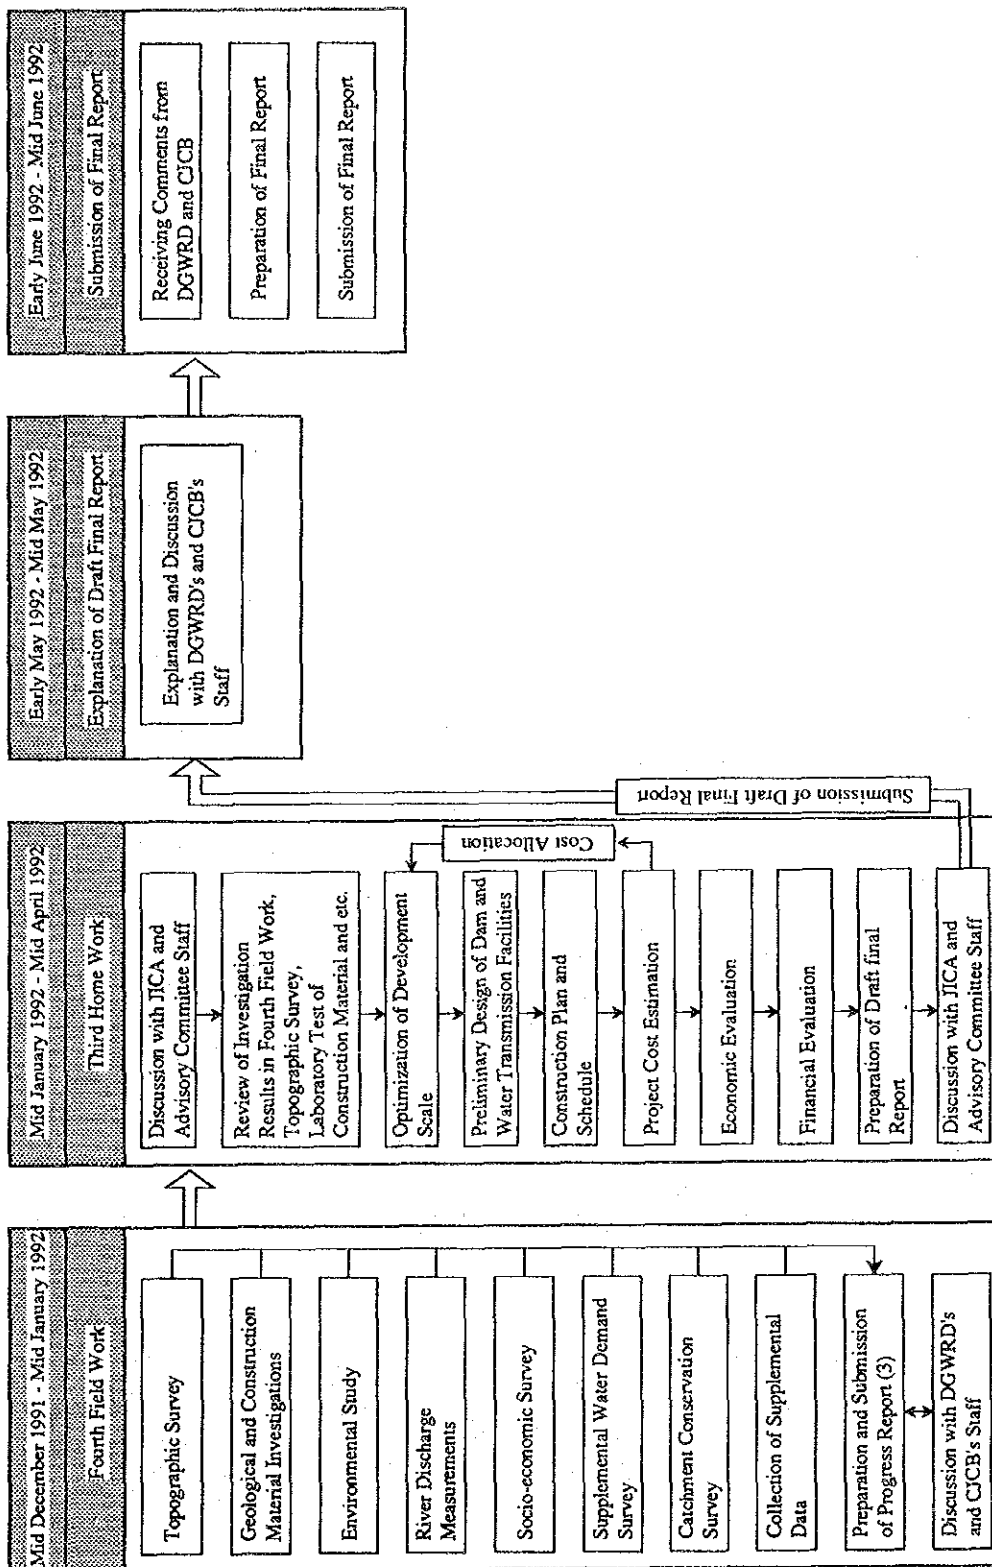 Mid December 1991 - Mid January 1992
Fourth Field Work
Topographic Survey
Geological and Construction
Material Investigations
Environmental Study
River Discharge
Measurements
Socio-economic Survey
Supplemental Water Demand
Survey
Catchment Conservation
Survey
Collection of Supplemental
Data
Preparation and Submission
of Progress Report (3)
Discussion with DGWRD's
and CJCB's Staff
Mid January 1992 - Mid April 1992
Third Home Work
Discussion with JICA and
Advisory Committee Staff
Review of Investigation
Results in Fourth Field Work,
Topographic Survey,
Laboratory Test of
Construction Material and etc.
Optimization of Development
Scale
Preliminary Design of Dam and
Water Transmission Facilities
Construction Plan and
Schedule
Project Cost Estimation
Cost Allocation
Economic Evaluation
Financial Evaluation
Preparation of Draft final
Report
Discussion with JICA and
Advisory Committee Staff
Submission of Draft Final Report
Early May 1992 - Mid May 1992
Explanation of Draft Final Report
Explanation and Discussion
with DGWRD's and CJCB's
Staff
Early June 1992 - Mid June 1992
Submission of Final Report
Receiving Comments from
DGWRD and CJCB
Preparation of Final Report
Submission of Final Report